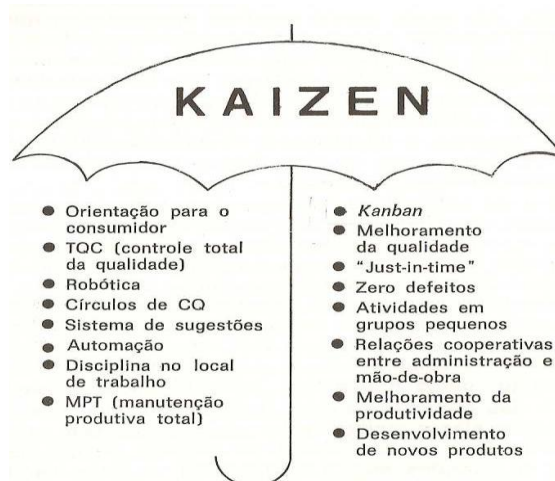 KAIZEN
● Orientação para o
consumidor
● TQC (controle total
da qualidade)
● Robótica
● Círculos de CQ
● Sistema de sugestões
● Automação
● Disciplina no local
de trabalho
● MPT (manutenção
produtiva total)
● Kanban
● Melhoramento
da qualidade
● "Just-in-time"
● Zero defeitos
● Atividades em
grupos pequenos
● Relações cooperativas
entre administração e
mão-de-obra
● Melhoramento da
produtividade
● Desenvolvimento
de novos produtos